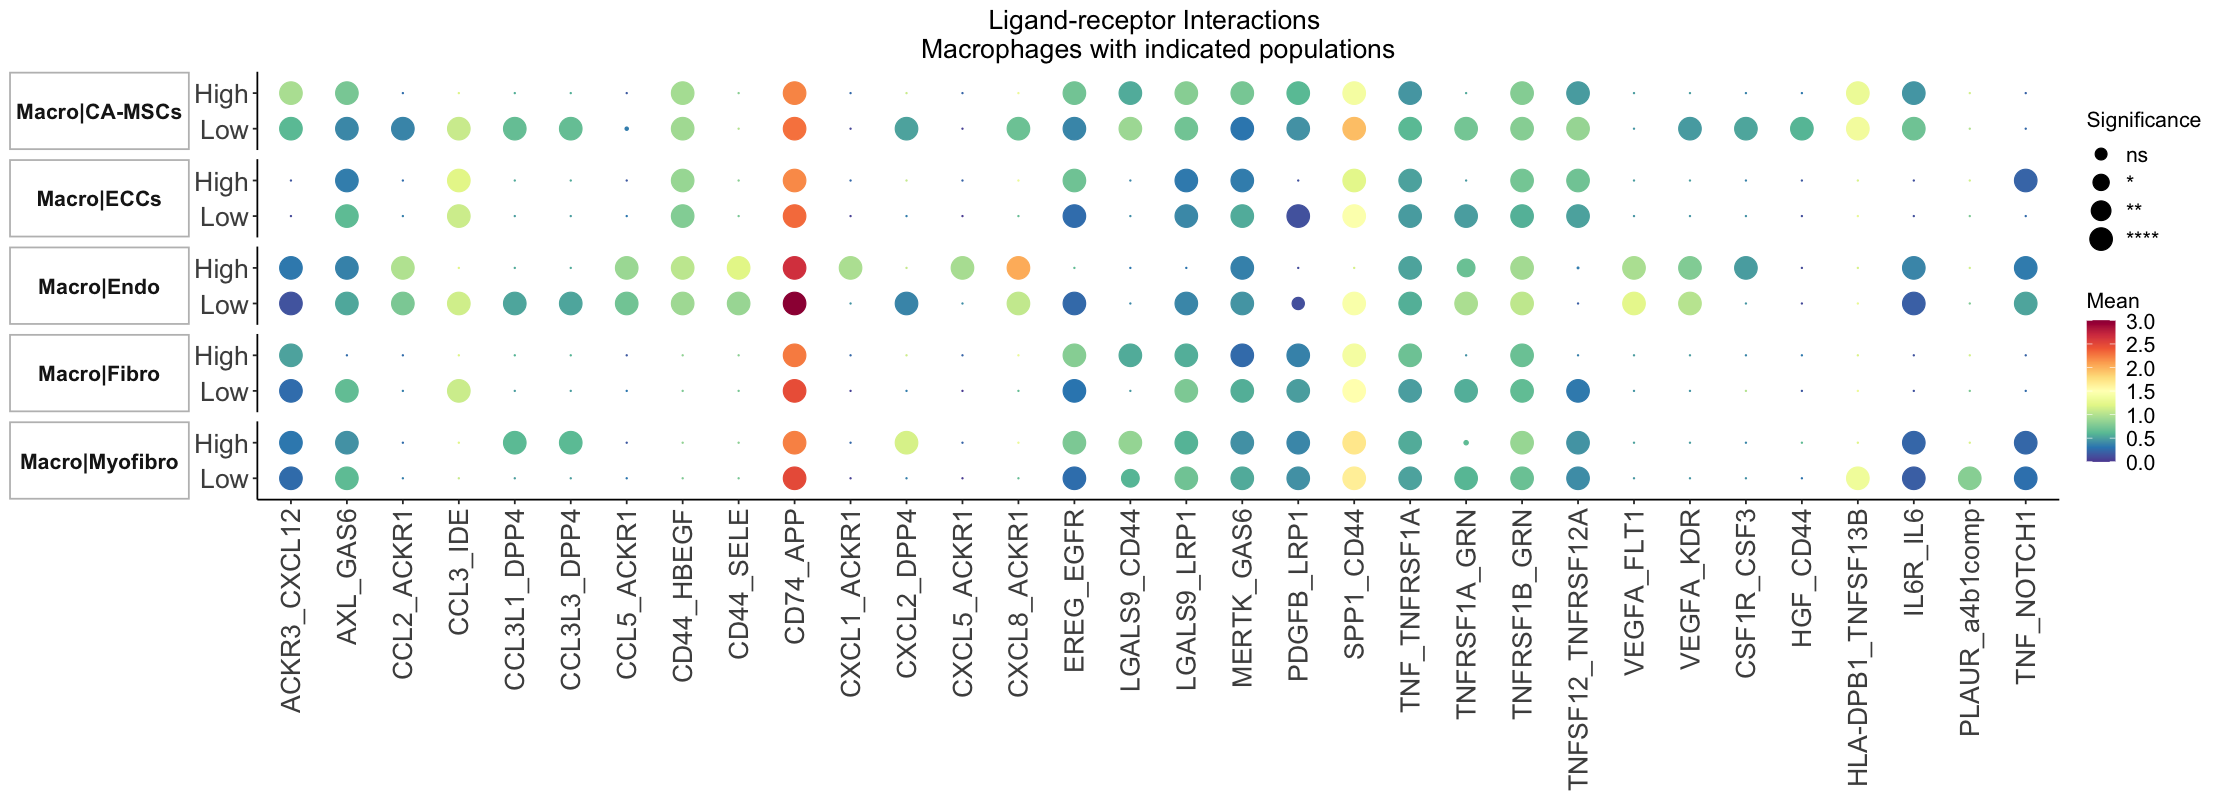 Ligand-receptor Interactions
Macrophages with indicated populations
Macro|CA-MSCs
High
Low
Macro|ECCs
High
Low
Macro|Endo
High
Low
Macro|Fibro
High
Low
Macro|Myofibro
High
Low
ACKR3_CXCL12
AXL_GAS6
CCL2_ACKR1
CCL3_IDE
CCL3L1_DPP4
CCL3L3_DPP4
CCL5_ACKR1
CD44_HBEGF
CD44_SELE
CD74_APP
CXCL1_ACKR1
CXCL2_DPP4
CXCL5_ACKR1
CXCL8_ACKR1
EREG_EGFR
LGALS9_CD44
LGALS9_LRP1
MERTK_GAS6
PDGFB_LRP1
SPP1_CD44
TNF_TNFRSF1A
TNFRSF1A_GRN
TNFRSF1B_GRN
TNFSF12_TNFRSF12A
VEGFA_FLT1
VEGFA_KDR
CSF1R_CSF3
HGF_CD44
HLA-DPB1_TNFSF13B
IL6R_IL6
PLAUR_a4b1comp
TNF_NOTCH1
Significance
ns
*
**
****
Mean
3.0
2.5
2.0
1.5
1.0
0.5
0.0